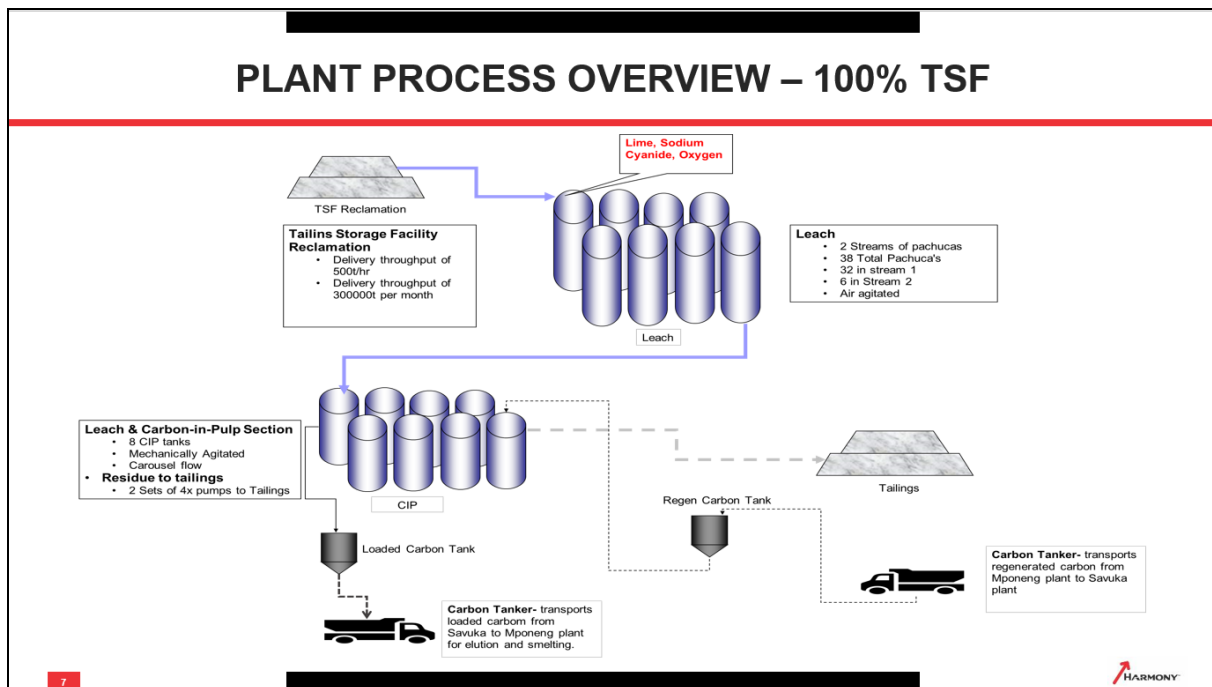 PLANT PROCESS OVERVIEW – 100% TSF
Lime, Sodium
Cyanide, Oxygen
TSF Reclamation
Tailins Storage Facility
Reclamation
• Delivery throughput of
500t/hr
• Delivery throughput of
300000t per month
Leach
• 2 Streams of pachucas
• 38 Total Pachuca's
• 32 in stream 1
• 6 in Stream 2
• Air agitated
Leach
Leach & Carbon-in-Pulp Section
• 8 CIP tanks
• Mechanically Agitated
• Carousel flow
• Residue to tailings
• 2 Sets of 4x pumps to Tailings
CIP
Tailings
Regen Carbon Tank
Loaded Carbon Tank
Carbon Tanker- transports
regenerated carbon from
Mponeng plant to Savuka
plant
Carbon Tanker- transports
loaded carbom from
Savuka to Mponeng plant
for elution and smelting.
7
HARMONY